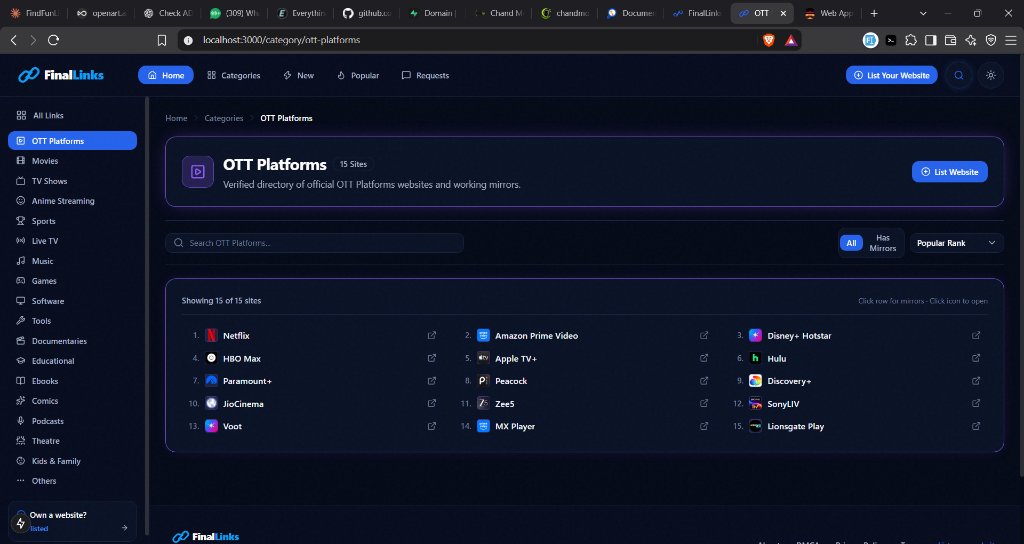 FindFunLi
openart.a
Check AD
(309) Wh
Everythin
github.co
Domain
Chand M
chandmo
Documen
FinalLink
OTT
Web App
localhost:3000/category/ott-platforms
FinalLinks
Home
Categories
New
Popular
Requests
List Your Website
All Links
OTT Platforms
Movies
TV Shows
Anime Streaming
Sports
Live TV
Music
Games
Software
Tools
Documentaries
Educational
Ebooks
Comics
Podcasts
Theatre
Kids & Family
Others
Own a website?
listed
Home > Categories > OTT Platforms
OTT Platforms 15 Sites
Verified directory of official OTT Platforms websites and working mirrors.
List Website
Search OTT Platforms...
All
Has
Mirrors
Popular Rank
Showing 15 of 15 sites
Click row for mirrors · Click icon to open
1. Netflix
2. Amazon Prime Video
3. Disney+ Hotstar
4. HBO Max
5. Apple TV+
6. Hulu
7. Paramount+
8. Peacock
9. Discovery+
10. JioCinema
11. Zee5
12. SonyLIV
13. Voot
14. MX Player
15. Lionsgate Play
FinalLinks